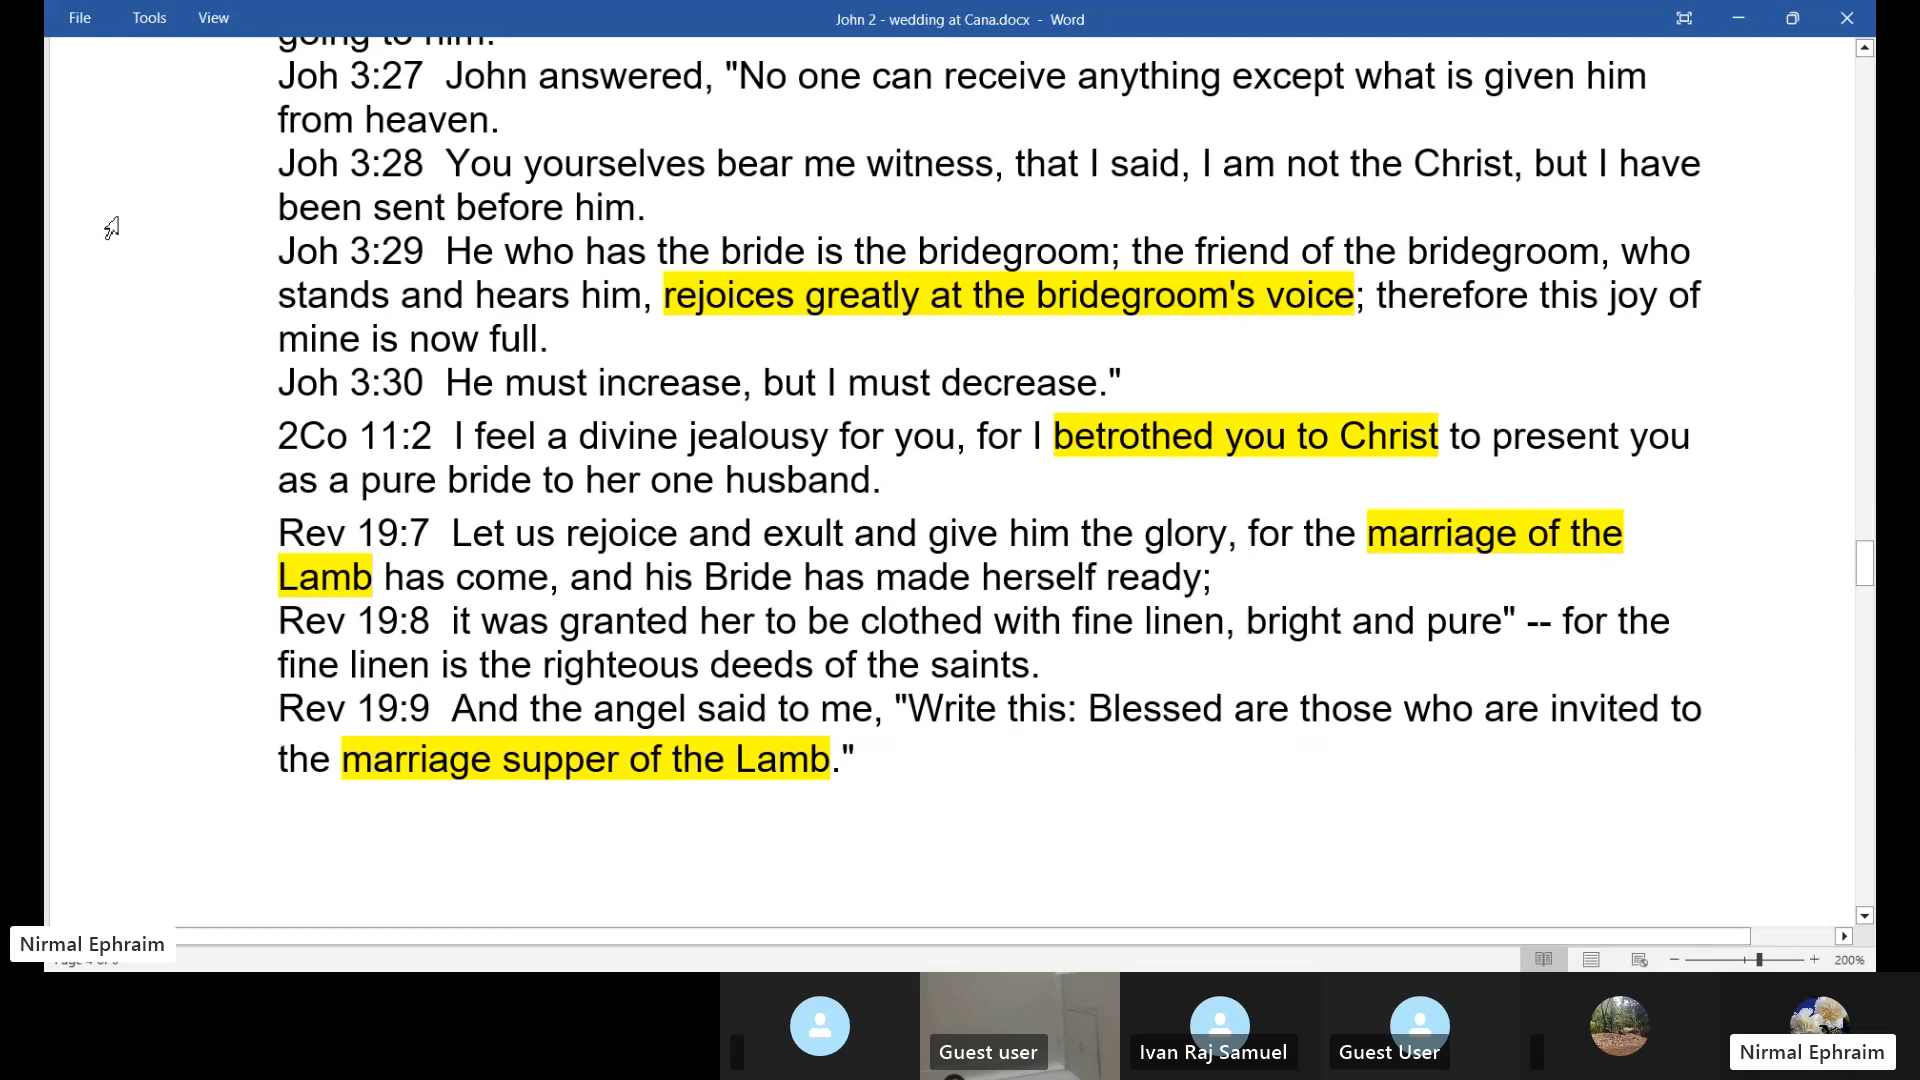 File Tools View John 2 - wedding at Cana.docx - Word
going to him."
Joh 3:27 John answered, "No one can receive anything except what is given him
from heaven.
Joh 3:28 You yourselves bear me witness, that I said, I am not the Christ, but I have
been sent before him.
Joh 3:29 He who has the bride is the bridegroom; the friend of the bridegroom, who
stands and hears him, rejoices greatly at the bridegroom's voice; therefore this joy of
mine is now full.
Joh 3:30 He must increase, but I must decrease."
2Co 11:2 I feel a divine jealousy for you, for I betrothed you to Christ to present you
as a pure bride to her one husband.
Rev 19:7 Let us rejoice and exult and give him the glory, for the marriage of the
Lamb has come, and his Bride has made herself ready;
Rev 19:8 it was granted her to be clothed with fine linen, bright and pure" -- for the
fine linen is the righteous deeds of the saints.
Rev 19:9 And the angel said to me, "Write this: Blessed are those who are invited to
the marriage supper of the Lamb."
Nirmal Ephraim
200%
Guest user
Ivan Raj Samuel
Guest User
Nirmal Ephraim